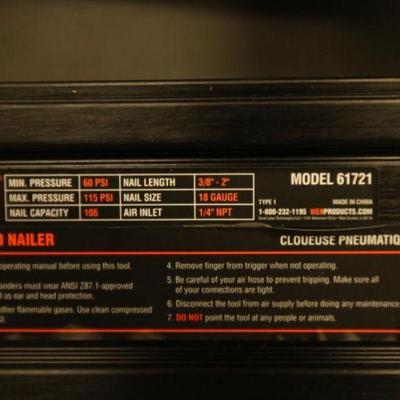 MIN. PRESSURE 60 PSI NAIL LENGTH 3/8" - 2" MODEL 61721
MAX. PRESSURE 115 PSI NAIL SIZE 18 GAUGE TYPE 1 MADE IN CHINA
NAIL CAPACITY 106 AIR INLET 1/4" NPT 1-800-232-1195 WENPRODUCTS.COM
D NAILER CLOUEUSE PNEUMATIQ
operating manual before using this tool.
anders must wear ANSI Z87.1-approved
l as ear and head protection.
ther flammable gases. Use clean compressed
4. Remove finger from trigger when not operating.
5. Be careful of your air hose to prevent tripping. Make sure all
of your connections are tight.
6. Disconnect the tool from air supply before doing any maintenance
7. DO NOT point the tool at any people or animals.